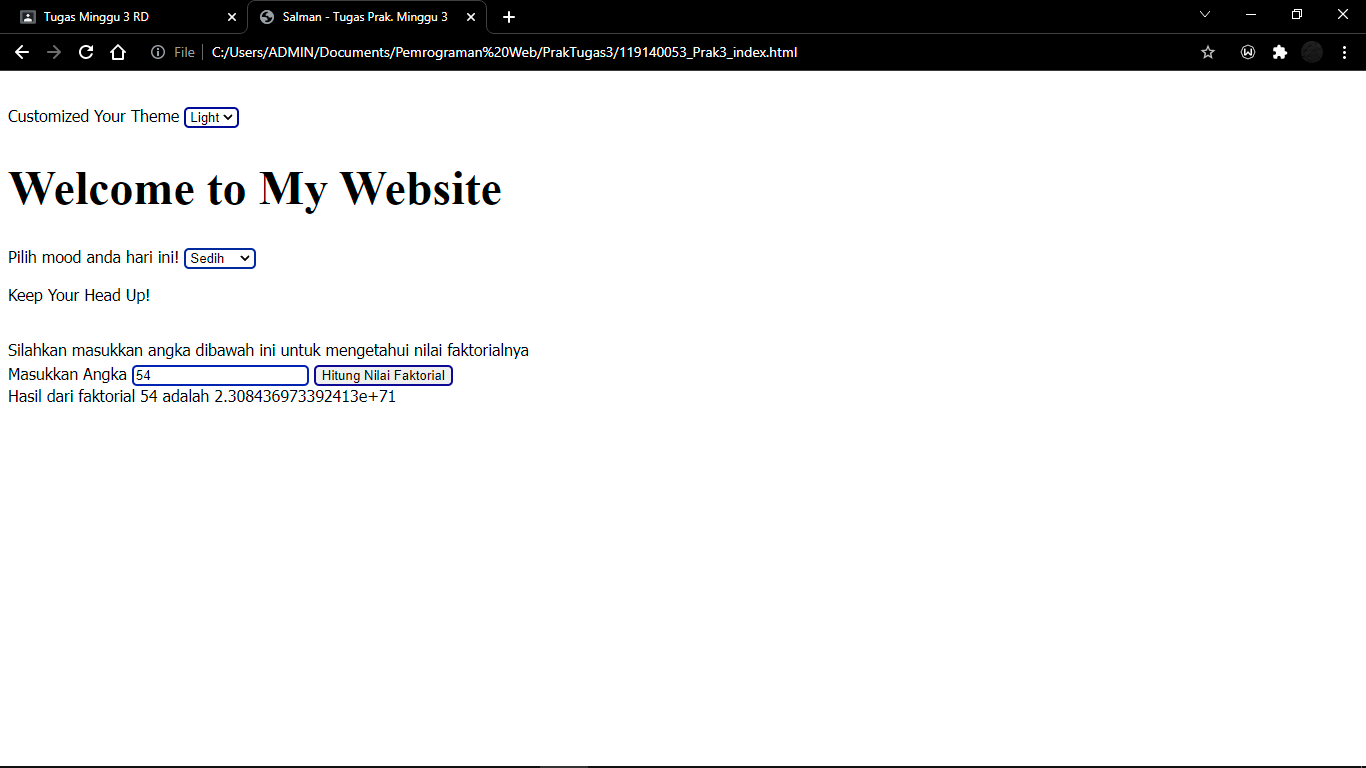 Tugas Minggu 3 RD
Salman - Tugas Prak. Minggu 3
File
C:/Users/ADMIN/Documents/Pemrograman%20Web/PrakTugas3/119140053_Prak3_index.html
Customized Your Theme Light
Welcome to My Website
Pilih mood anda hari ini! Sedih
Keep Your Head Up!
Silahkan masukkan angka dibawah ini untuk mengetahui nilai faktorialnya
Masukkan Angka 54 Hitung Nilai Faktorial
Hasil dari faktorial 54 adalah 2.308436973392413e+71